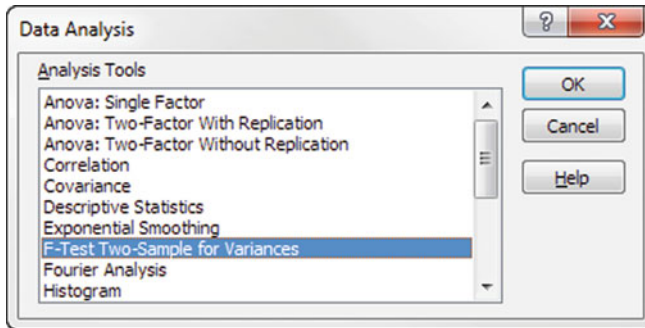 Data Analysis
?
Analysis Tools
Anova: Single Factor
Anova: Two-Factor With Replication
Anova: Two-Factor Without Replication
Correlation
Covariance
Descriptive Statistics
Exponential Smoothing
F-Test Two-Sample for Variances
Fourier Analysis
Histogram
OK
Cancel
Help